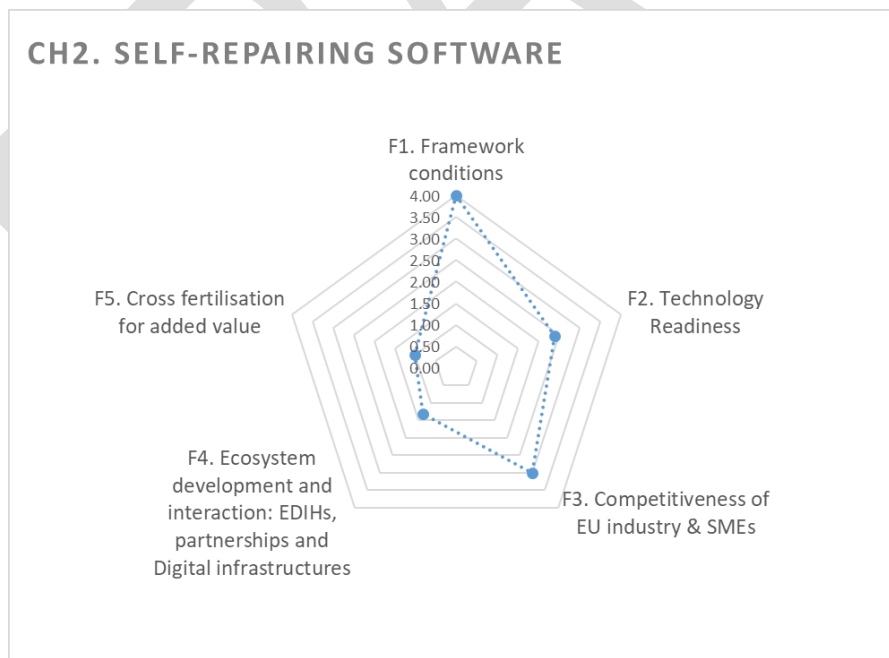 CH2. SELF-REPAIRING SOFTWARE
F1. Framework
conditions
4.00
3.50
3.00
2.50
2.00
1.50
1.00
0.50
0.00
F5. Cross fertilisation
for added value
F2. Technology
Readiness
F4. Ecosystem
development and
interaction: EDIHs,
partnerships and
Digital infrastructures
F3. Competitiveness of
EU industry & SMEs